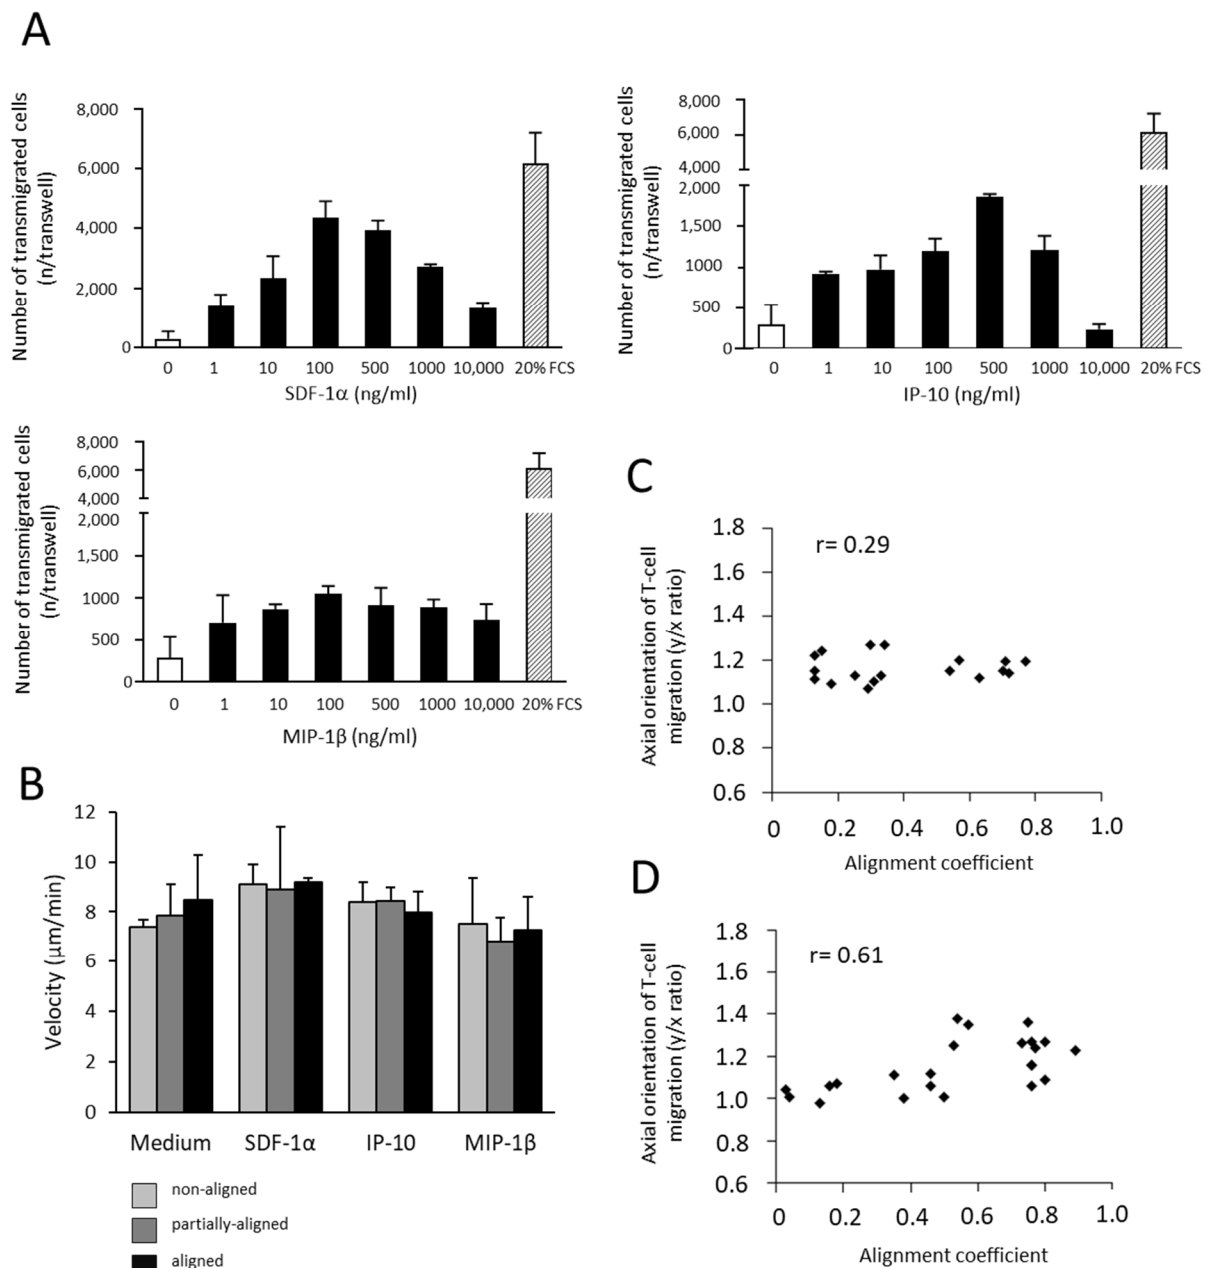 A
Number of transmigrated cells
(n/transwell)
8,000
6,000
4,000
2,000
0
0 1 10 100 500 1000 10,000 20% FCS
SDF-1α (ng/ml)
Number of transmigrated cells
(n/transwell)
8,000
6,000
4,000
2,000
1,500
1000
500
0
0 1 10 100 500 1000 10,000 20% FCS
IP-10 (ng/ml)
Number of transmigrated cells
(n/transwell)
8,000
6,000
4,000
2,000
1,500
1000
500
0
0 1 10 100 500 1000 10,000 20% FCS
MIP-1β (ng/ml)
B
Velocity (μm/min)
12
10
8
6
4
2
0
Medium SDF-1α IP-10 MIP-1β
non-aligned
partially-aligned
aligned
C
Axial orientation of T-cell
migration (y/x ratio)
r= 0.29
1.8
1.6
1.4
1.2
1.0
0.8
0.6
0 0.2 0.4 0.6 0.8 1.0
Alignment coefficient
D
Axial orientation of T-cell
migration (y/x ratio)
r= 0.61
1.8
1.6
1.4
1.2
1.0
0.8
0.6
0 0.2 0.4 0.6 0.8 1.0
Alignment coefficient